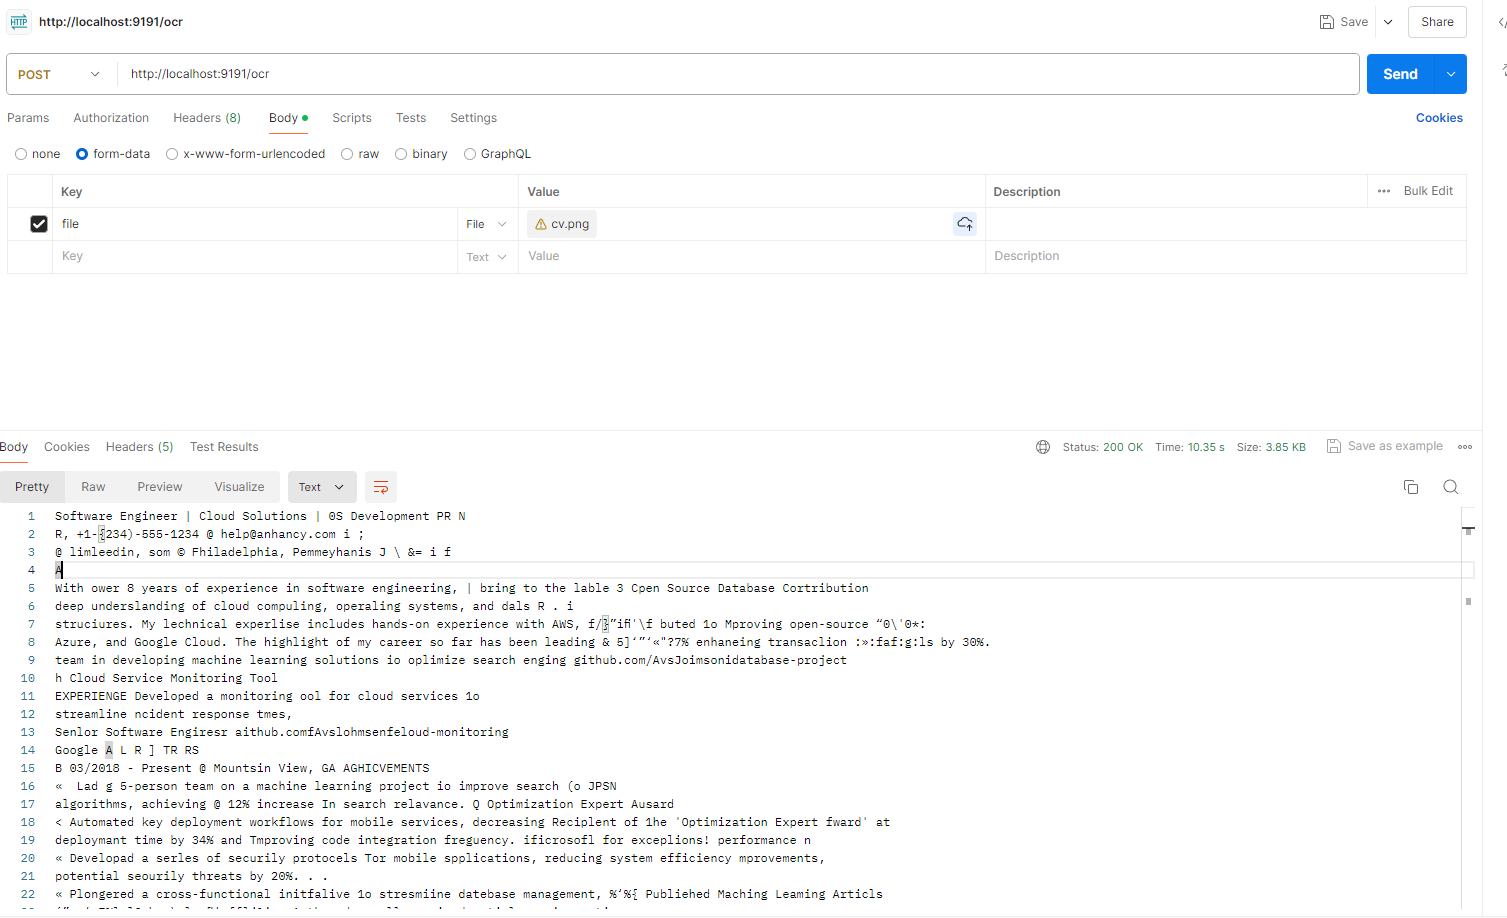 HTTP http://localhost:9191/ocr
Save
Share
POST
http://localhost:9191/ocr
Send
Params Authorization Headers (8) Body Scripts Tests Settings Cookies
none form-data x-www-form-urlencoded raw binary GraphQL
Key Value Description Bulk Edit
file File cv.png
Key Text Value Description
Body Cookies Headers (5) Test Results Status: 200 OK Time: 10.35 s Size: 3.85 KB Save as example
Pretty Raw Preview Visualize Text
1 Software Engineer | Cloud Solutions | 0S Development PR N
2 R, +1-{234)-555-1234 @ help@anhancy.com i ;
3 @ limleedin, som © Fhiladelphia, Pemmeyhanis J \ &= i f
4 A
5 With ower 8 years of experience in software engineering, | bring to the lable 3 Cpen Source Database Cortribution
6 deep underslanding of cloud compuling, operaling systems, and dals R . i
7 struciures. My lechnical experlise includes hands-on experience with AWS, f/}”ifi'\f buted 1o Mproving open-source “0\'0*:
8 Azure, and Google Cloud. The highlight of my career so far has been leading & 5]‘”‘«"?7% enhaneing transaclion :»:faf:g:ls by 30%.
9 team in developing machine learning solutions io oplimize search enging github.com/AvsJoimsonidatabase-project
10 h Cloud Service Monitoring Tool
11 EXPERIENGE Developed a monitoring ool for cloud services 1o
12 streamline ncident response tmes,
13 Senlor Software Engiresr aithub.comfAvslohmsenfeloud-monitoring
14 Google A L R ] TR RS
15 B 03/2018 - Present @ Mountsin View, GA AGHICVEMENTS
16 « Lad g 5-person team on a machine learning project io improve search (o JPSN
17 algorithms, achieving @ 12% increase In search relavance. Q Optimization Expert Ausard
18 < Automated key deployment workflows for mobile services, decreasing Reciplent of 1he 'Optimization Expert fward' at
19 deploymant time by 34% and Tmproving code integration freguency. ificrosofl for exceplions! performance n
20 « Developad a serles of securily protocels Tor mobile spplications, reducing system efficiency mprovements,
21 potential seourily threats by 20%. . .
22 « Plongered a cross-functional initfalive 1o stresmiine datebase management, %‘%{ Publiehed Maching Leaming Articls